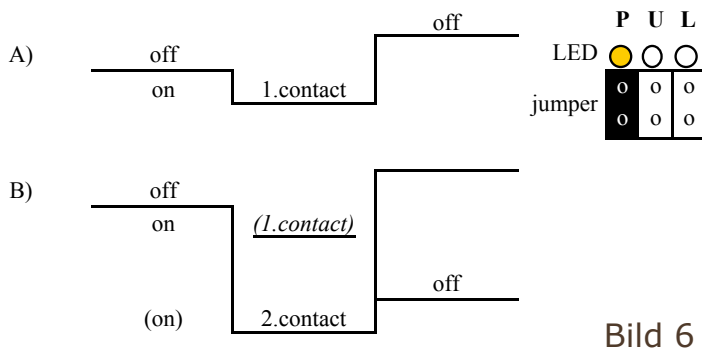 P U L
LED
o o o
jumper
o o o
A)
off
off
on
1.contact
B)
off
on
(1.contact)
off
(on)
2.contact
Bild 6